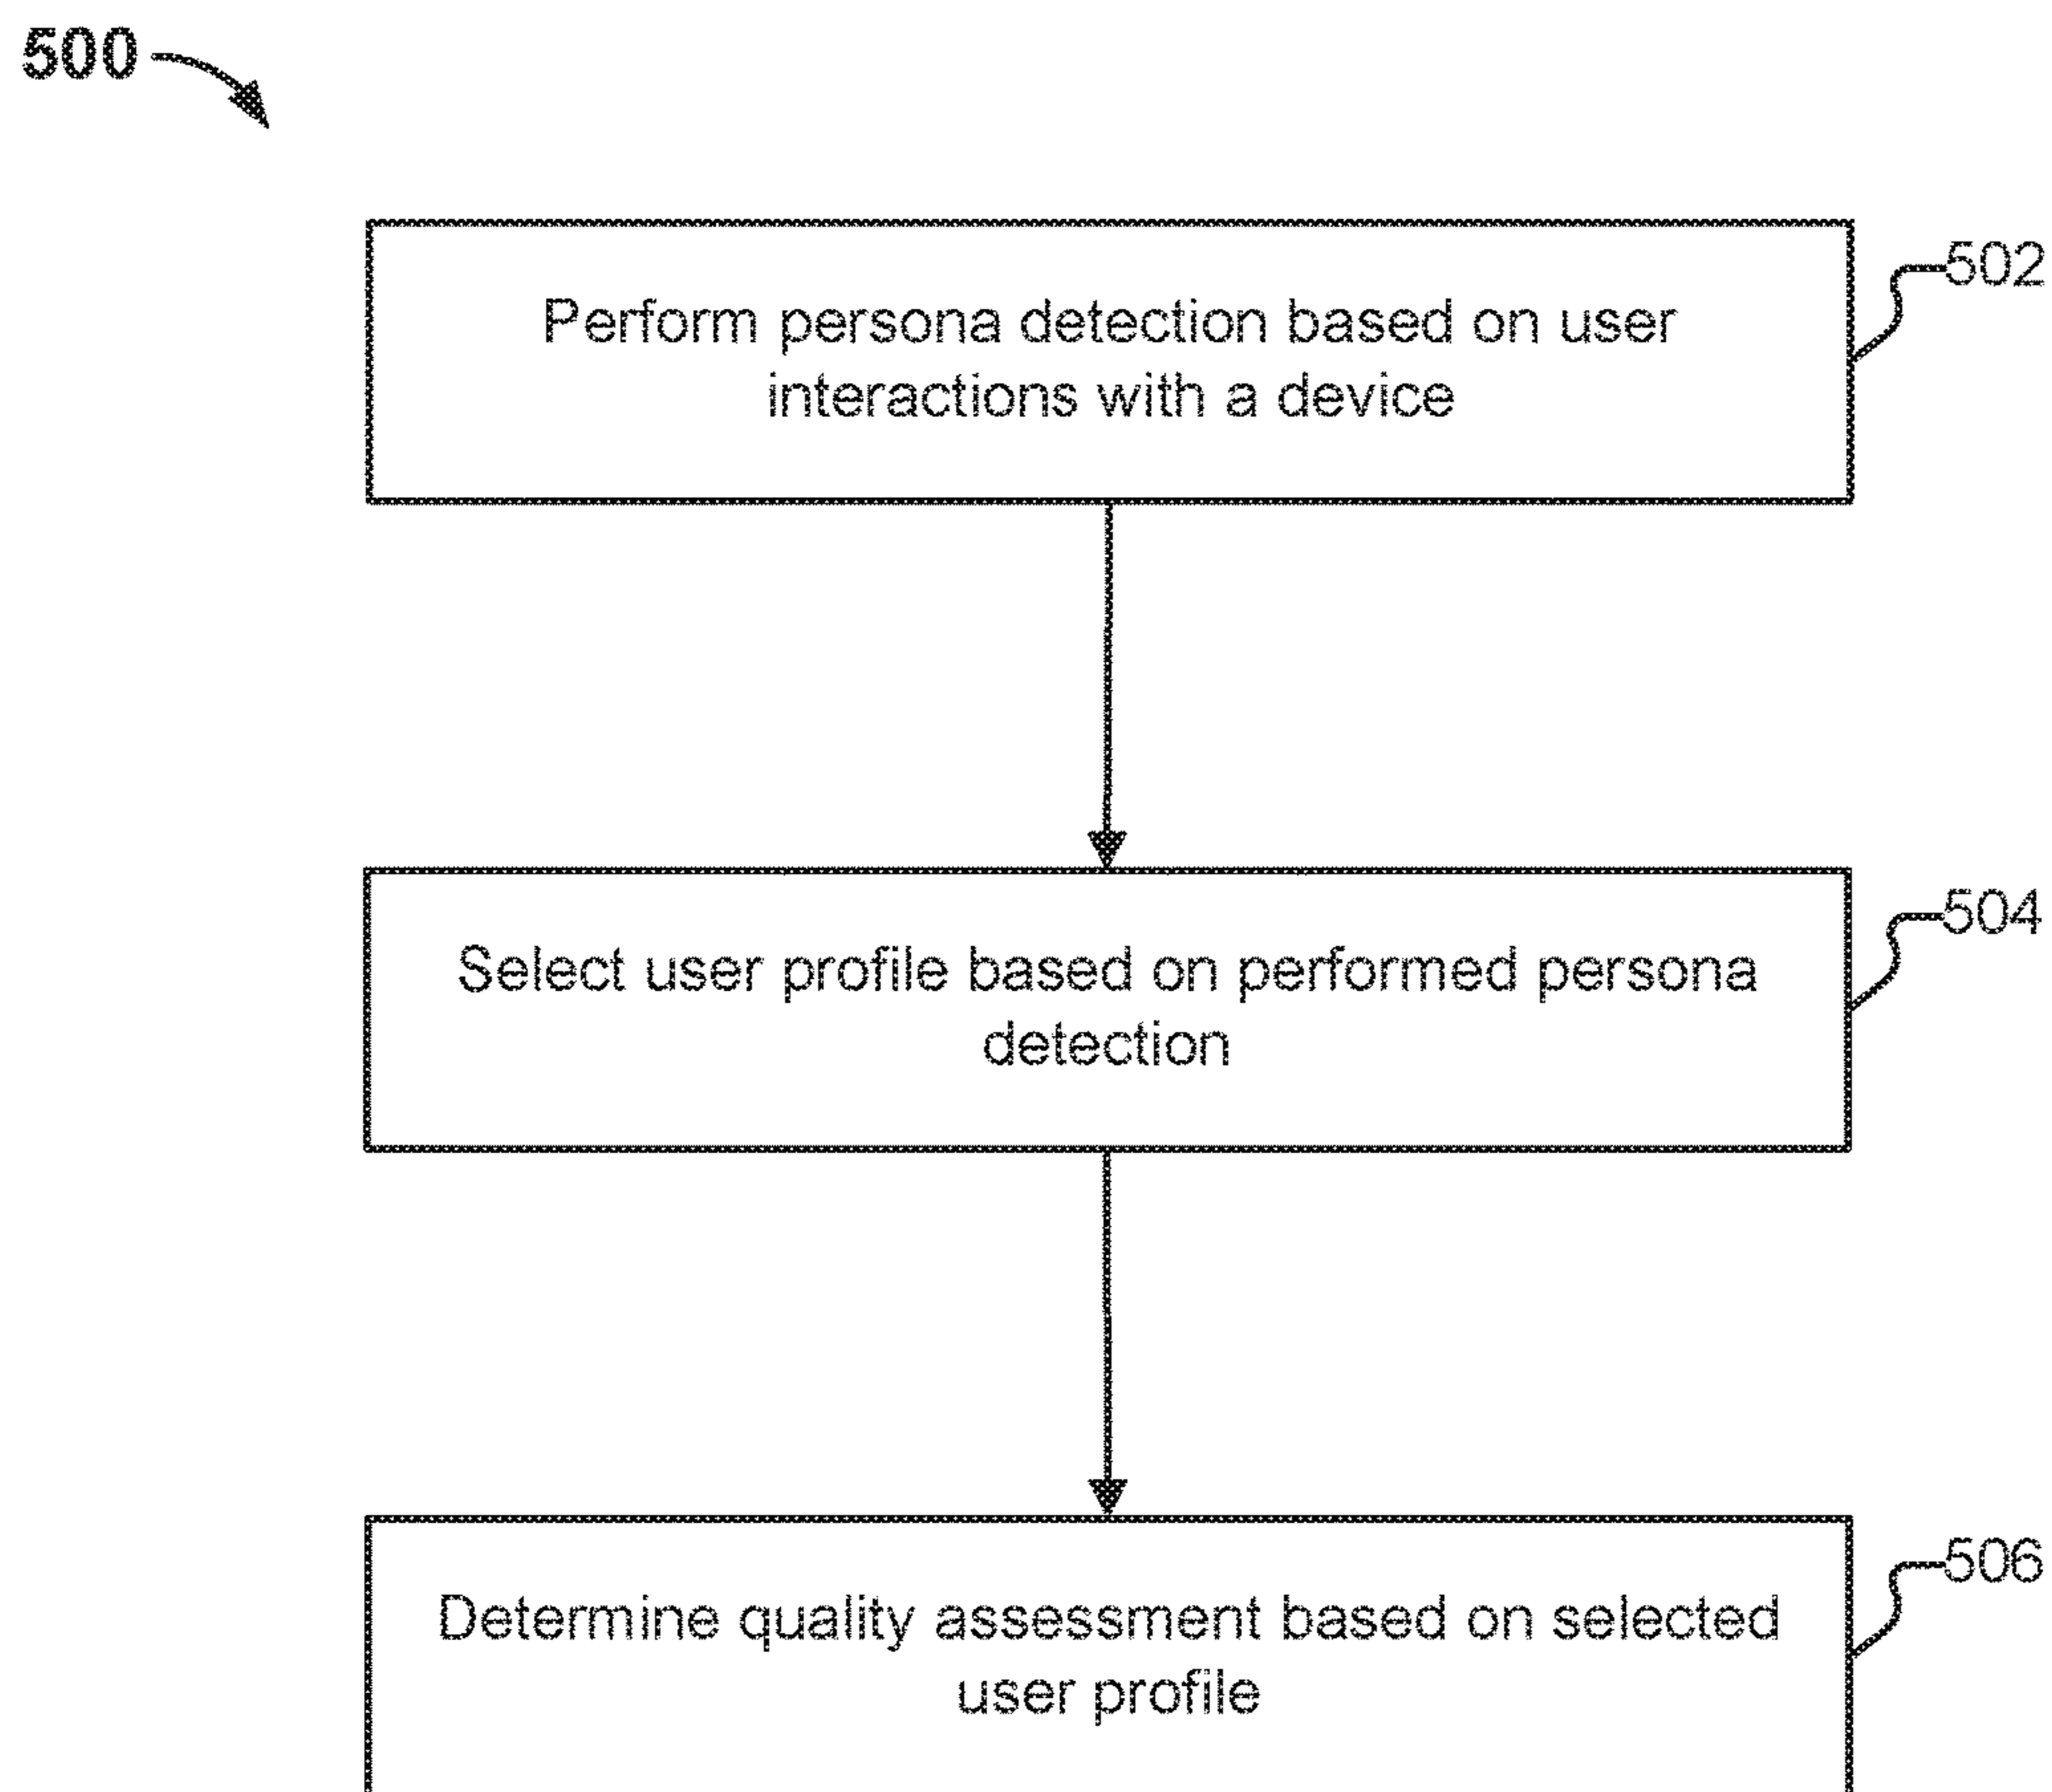 500
502
Perform persona detection based on user
interactions with a device
504
Select user profile based on performed persona
detection
506
Determine quality assessment based on selected
user profile